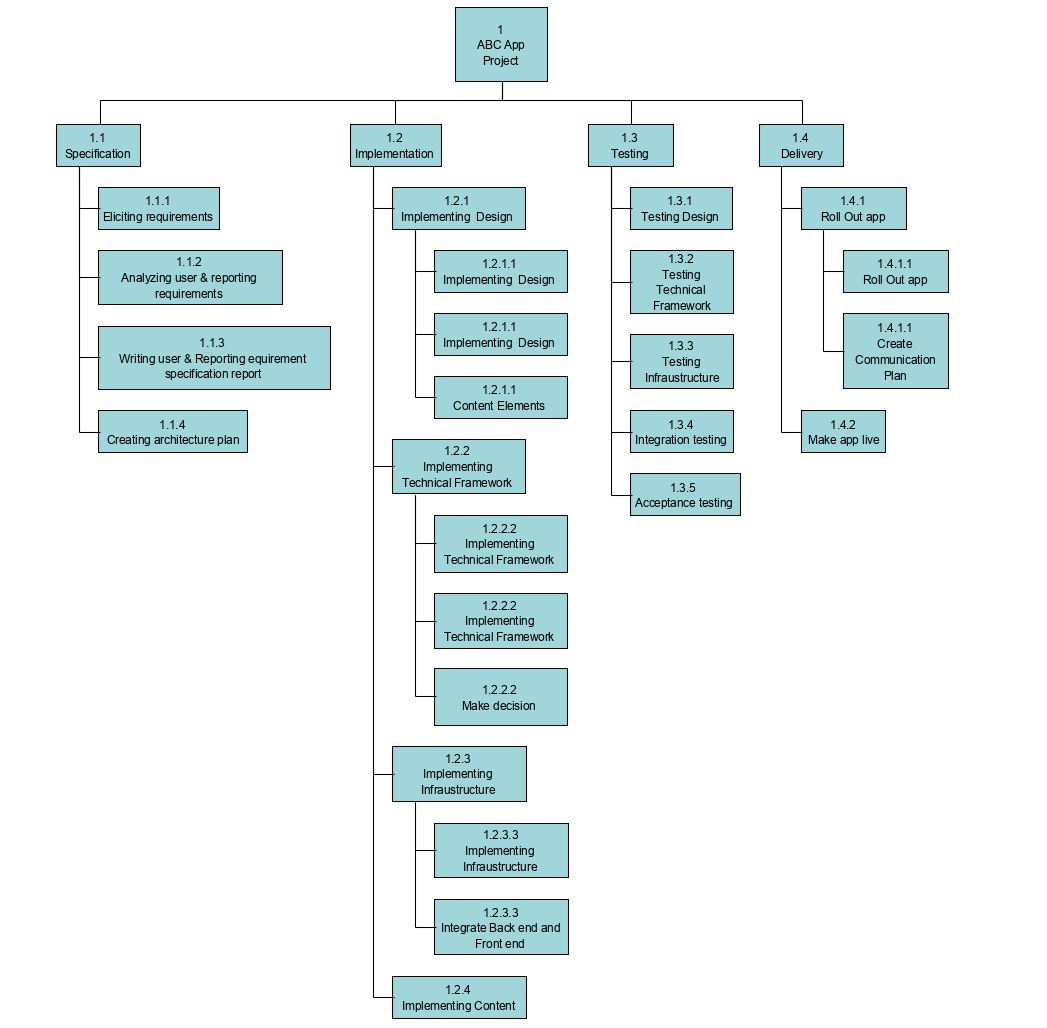 1
ABC App
Project
1.1
Specification
1.1.1
Eliciting requirements
1.1.2
Analyzing user & reporting
requirements
1.1.3
Writing user & Reporting equirement
specification report
1.1.4
Creating architecture plan
1.2
Implementation
1.2.1
Implementing Design
1.2.1.1
Implementing Design
1.2.1.1
Implementing Design
1.2.1.1
Content Elements
1.2.2
Implementing
Technical Framework
1.2.2.2
Implementing
Technical Framework
1.2.2.2
Implementing
Technical Framework
1.2.2.2
Make decision
1.2.3
Implementing
Infraustructure
1.2.3.3
Implementing
Infraustructure
1.2.3.3
Integrate Back end and
Front end
1.2.4
Implementing Content
1.3
Testing
1.3.1
Testing Design
1.3.2
Testing
Technical
Framework
1.3.3
Testing
Infraustructure
1.3.4
Integration testing
1.3.5
Acceptance testing
1.4
Delivery
1.4.1
Roll Out app
1.4.1.1
Roll Out app
1.4.1.1
Create
Communication
Plan
1.4.2
Make app live